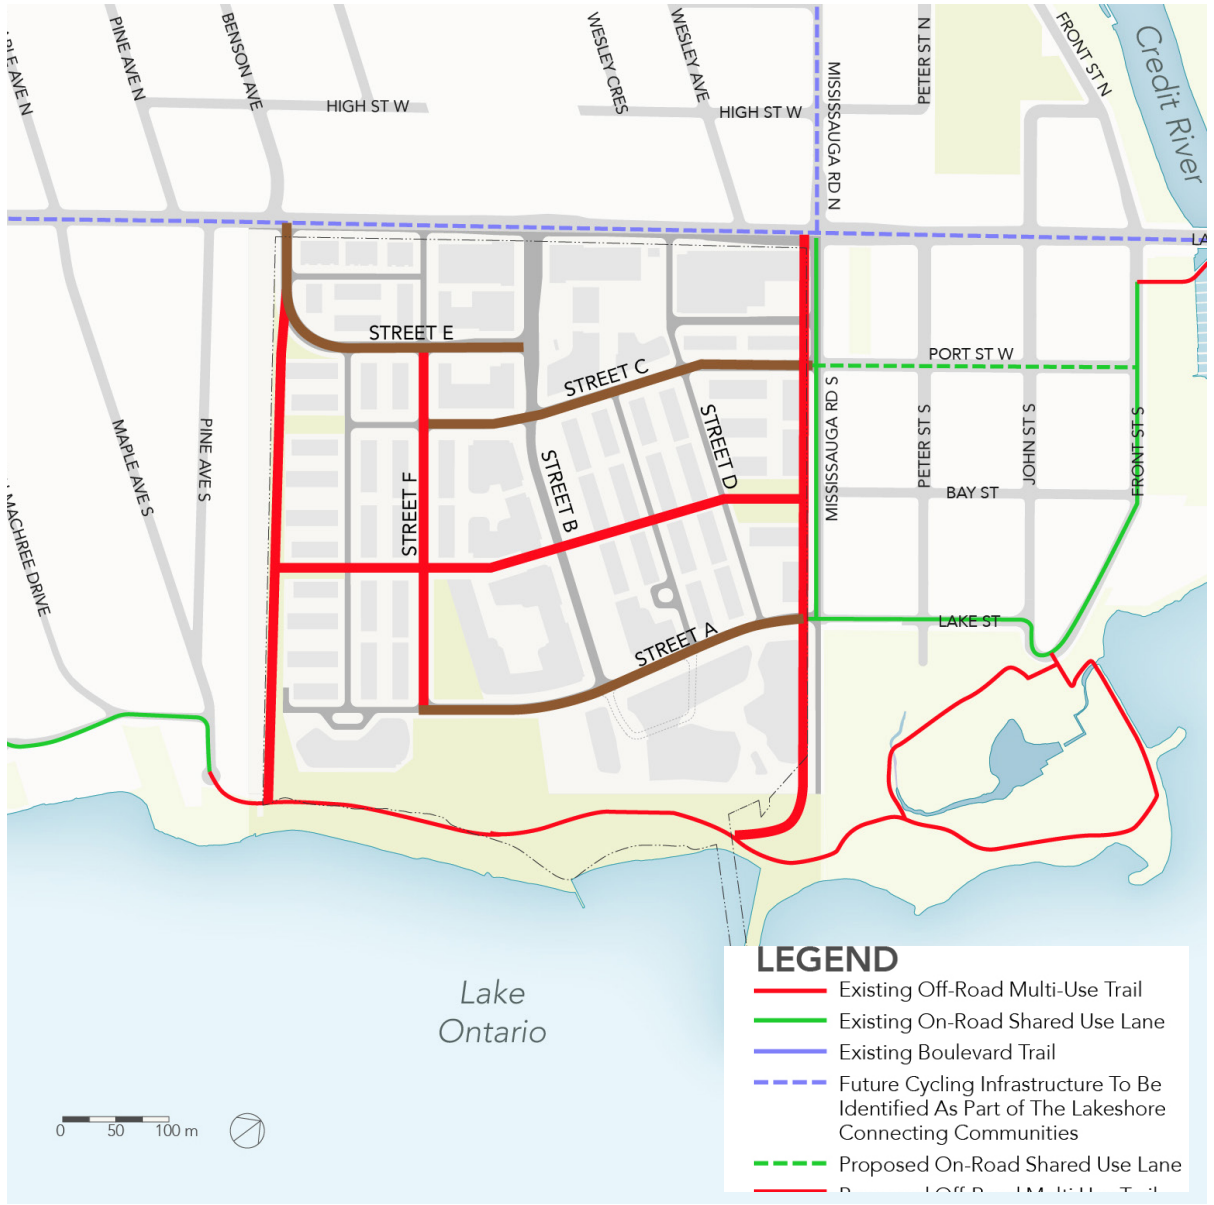 PINE AVE N
BENSON AVE
WESLEY CRES
WESLEY AVE
PETER ST N
FRONT ST N
Credit River
HIGH ST W
HIGH ST W
MISSISSAUGA RD N
STREET E
STREET C
PORT ST W
MAPLE AVE S
PINE AVE S
STREET F
STREET B
STREET D
MISSISSAUGA RD S
PETER ST S
JOHN ST S
FRONT ST S
BAY ST
MACHREE DRIVE
STREET A
LAKE ST
Lake
Ontario
0 50 100 m
LEGEND
Existing Off-Road Multi-Use Trail
Existing On-Road Shared Use Lane
Existing Boulevard Trail
Future Cycling Infrastructure To Be
Identified As Part of The Lakeshore
Connecting Communities
Proposed On-Road Shared Use Lane